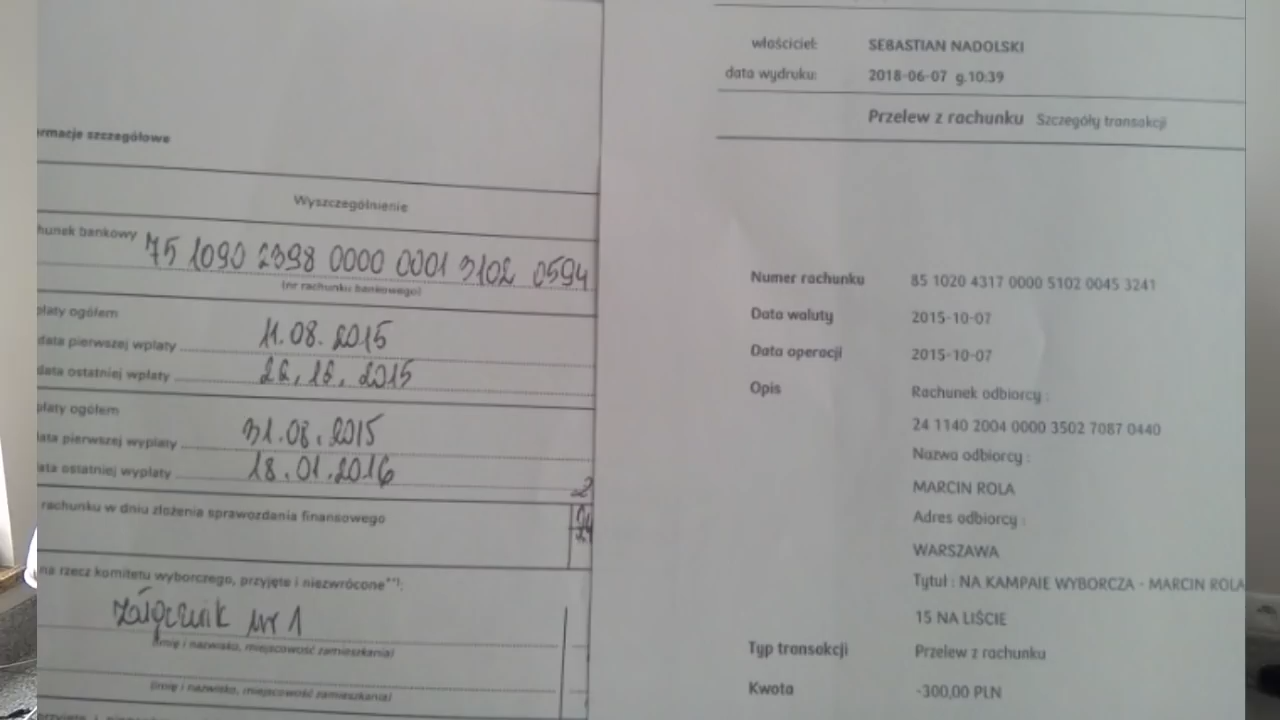 rmacje szczegółowe
Wyszczególnienie
hunek bankowy 75 1090 2398 0000 0001 3102 0594
(nr rachunku bankowego)
płaty ogółem
data pierwszej wpłaty 11.08.2015
data ostatniej wpłaty 2015
płaty ogółem
ata pierwszej wypłaty 31.08.2015
ata ostatniej wypłaty 18.01.2016
rachunku w dniu złożenia sprawozdania finansowego
na rzecz komitetu wyborczego, przyjęte i niezwrócone**):
Załącznik nr 1
(imię i nazwisko, miejscowość zamieszkania)
(imię i nazwisko, miejscowość zamieszkania)
właściciel: SEBASTIAN NADOLSKI
data wydruku: 2018-06-07 g.10:39
Przelew z rachunku Szczegóły transakcji
Numer rachunku 85 1020 4317 0000 5102 0045 3241
Data waluty 2015-10-07
Data operacji 2015-10-07
Opis Rachunek odbiorcy :
24 1140 2004 0000 3502 7087 0440
Nazwa odbiorcy :
MARCIN ROLA
Adres odbiorcy :
WARSZAWA
Tytuł : NA KAMPAIE WYBORCZA - MARCIN ROLA
15 NA LIŚCIE
Typ transakcji Przelew z rachunku
Kwota -300,00 PLN